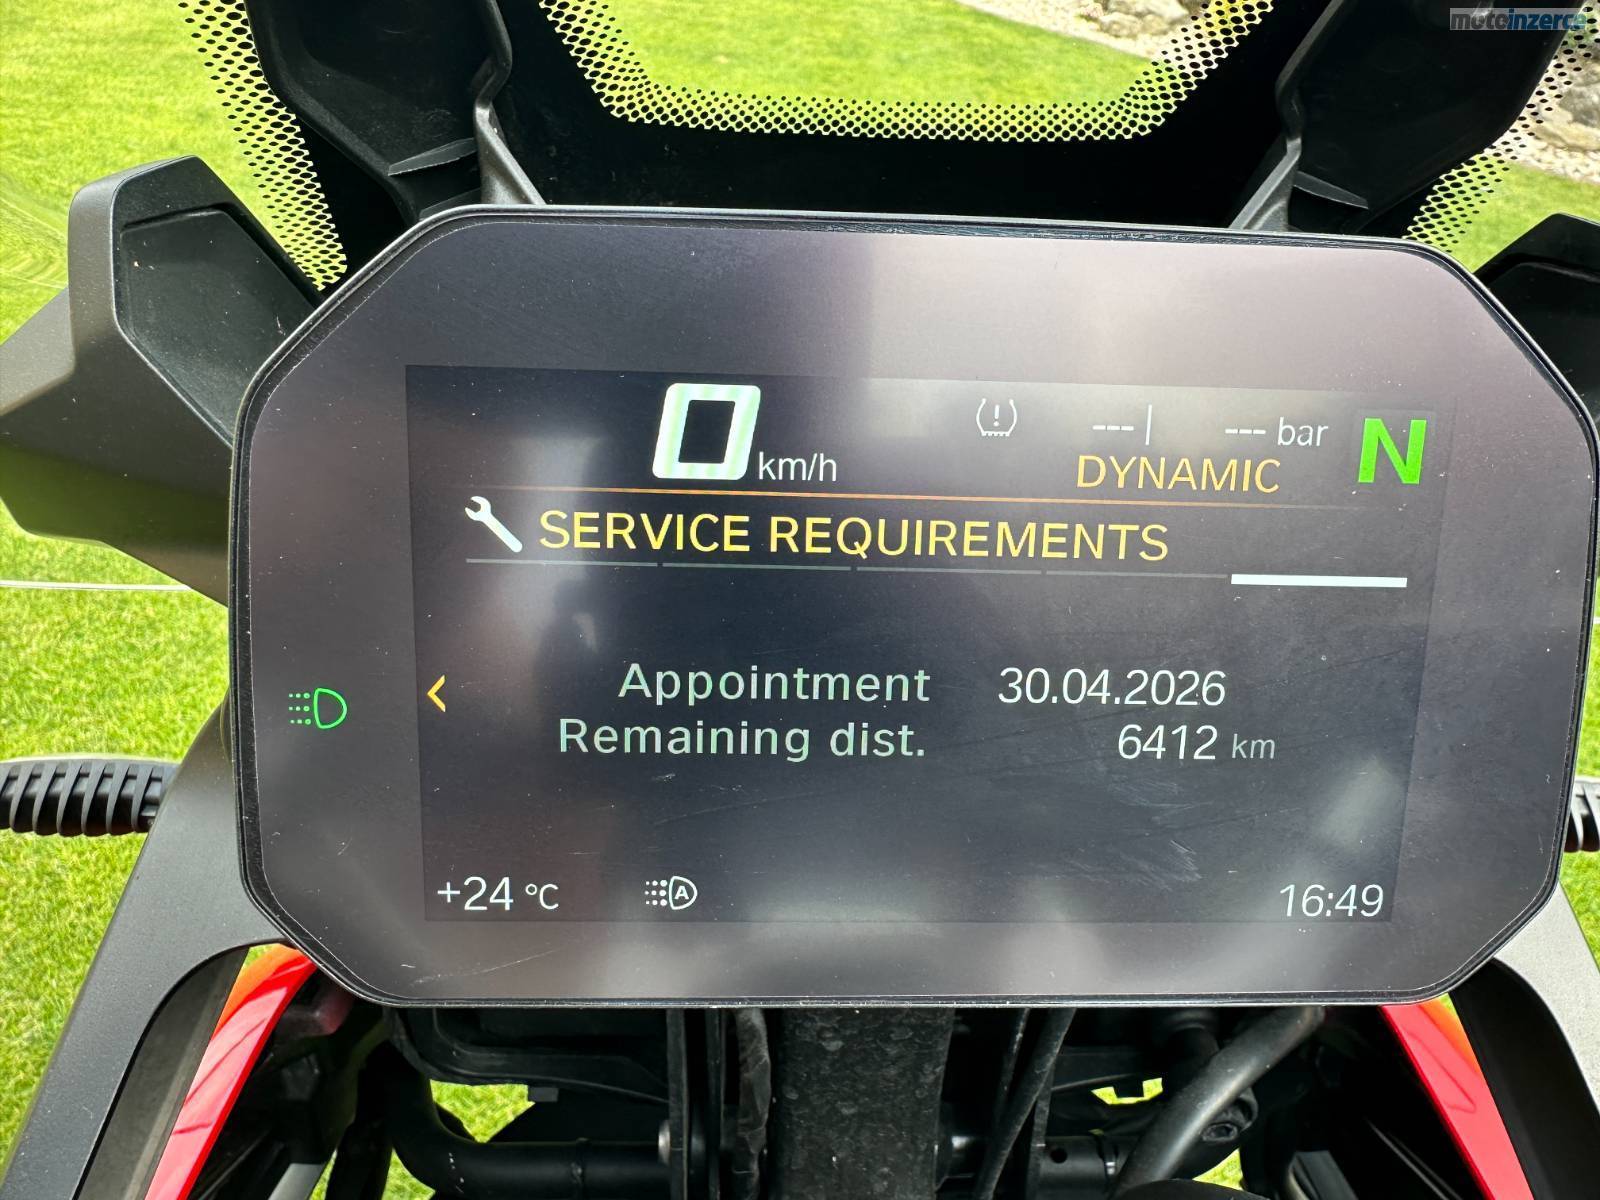 motoinzerce
0 km/h
--- | --- bar
N
DYNAMIC
SERVICE REQUIREMENTS
Appointment 30.04.2026
Remaining dist. 6412 km
+24 °C
A
16:49